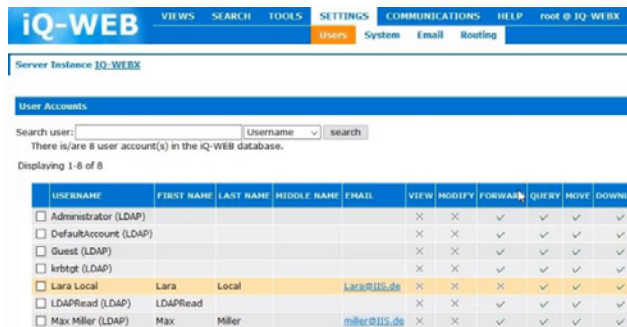 iQ-WEB
VIEWS SEARCH TOOLS SETTINGS COMMUNICATIONS HELP root @ IQ-WEBX
Users System Email Routing
Server Instance IQ-WEBX
User Accounts
Search user: Username search
There is/are 8 user account(s) in the iQ-WEB database.
Displaying 1-8 of 8
USERNAME FIRST NAME LAST NAME MIDDLE NAME EMAIL VIEW MODIFY FORWARD QUERY MOVE DOWNL
Administrator (LDAP)
DefaultAccount (LDAP)
Guest (LDAP)
krbtgt (LDAP)
Lara Local Lara Local Lara@IIS.de
LDAPRead (LDAP) LDAPRead
Max Miller (LDAP) Max Miller miller@IIS.de